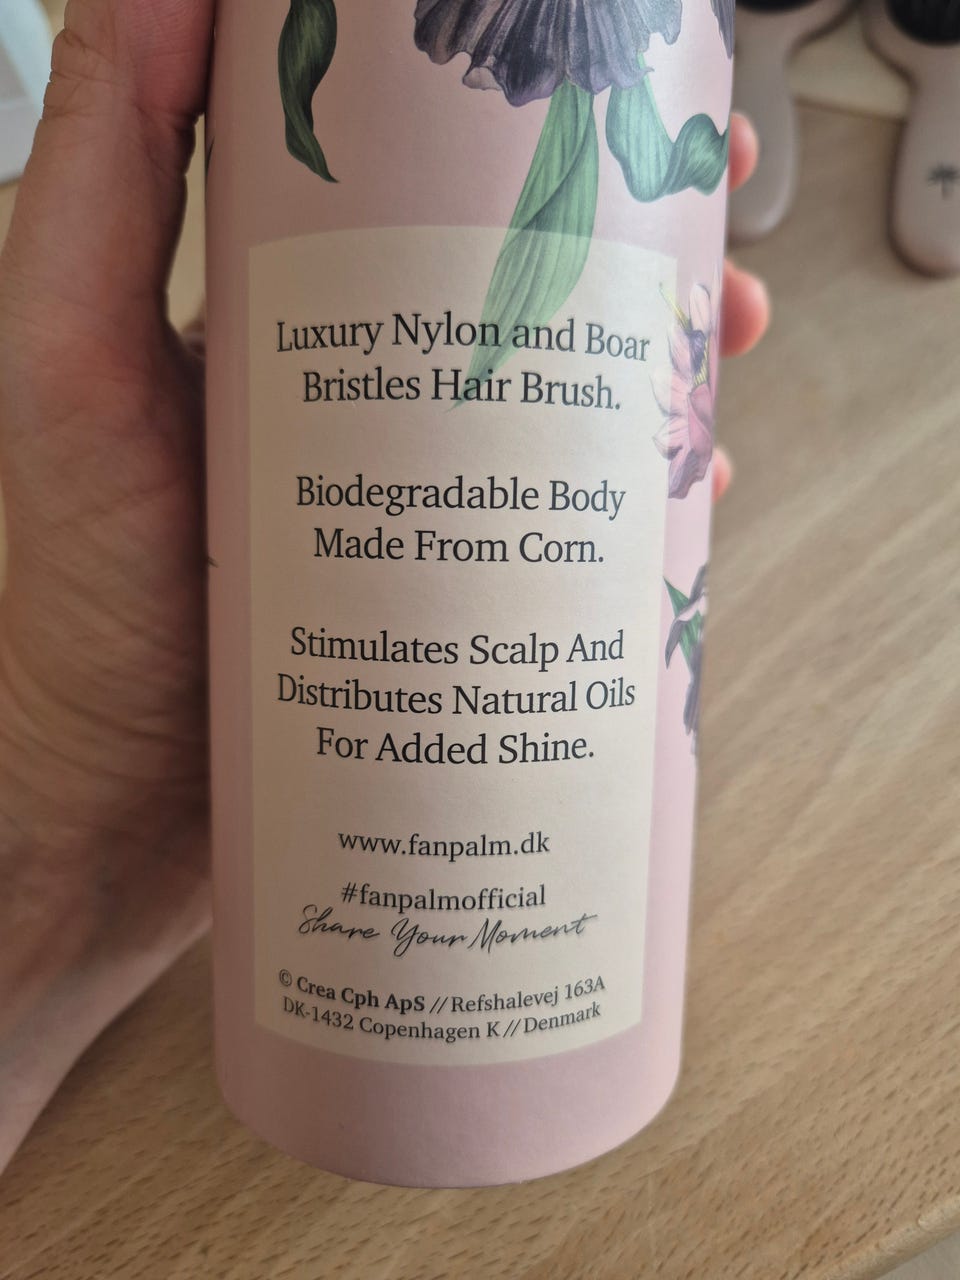 Luxury Nylon and Boar
Bristles Hair Brush.
Biodegradable Body
Made From Corn.
Stimulates Scalp And
Distributes Natural Oils
For Added Shine.
www.fanpalm.dk
#fanpalmofficial
Share Your Moment
© Crea Cph ApS // Refshalevej 163A
DK-1432 Copenhagen K // Denmark